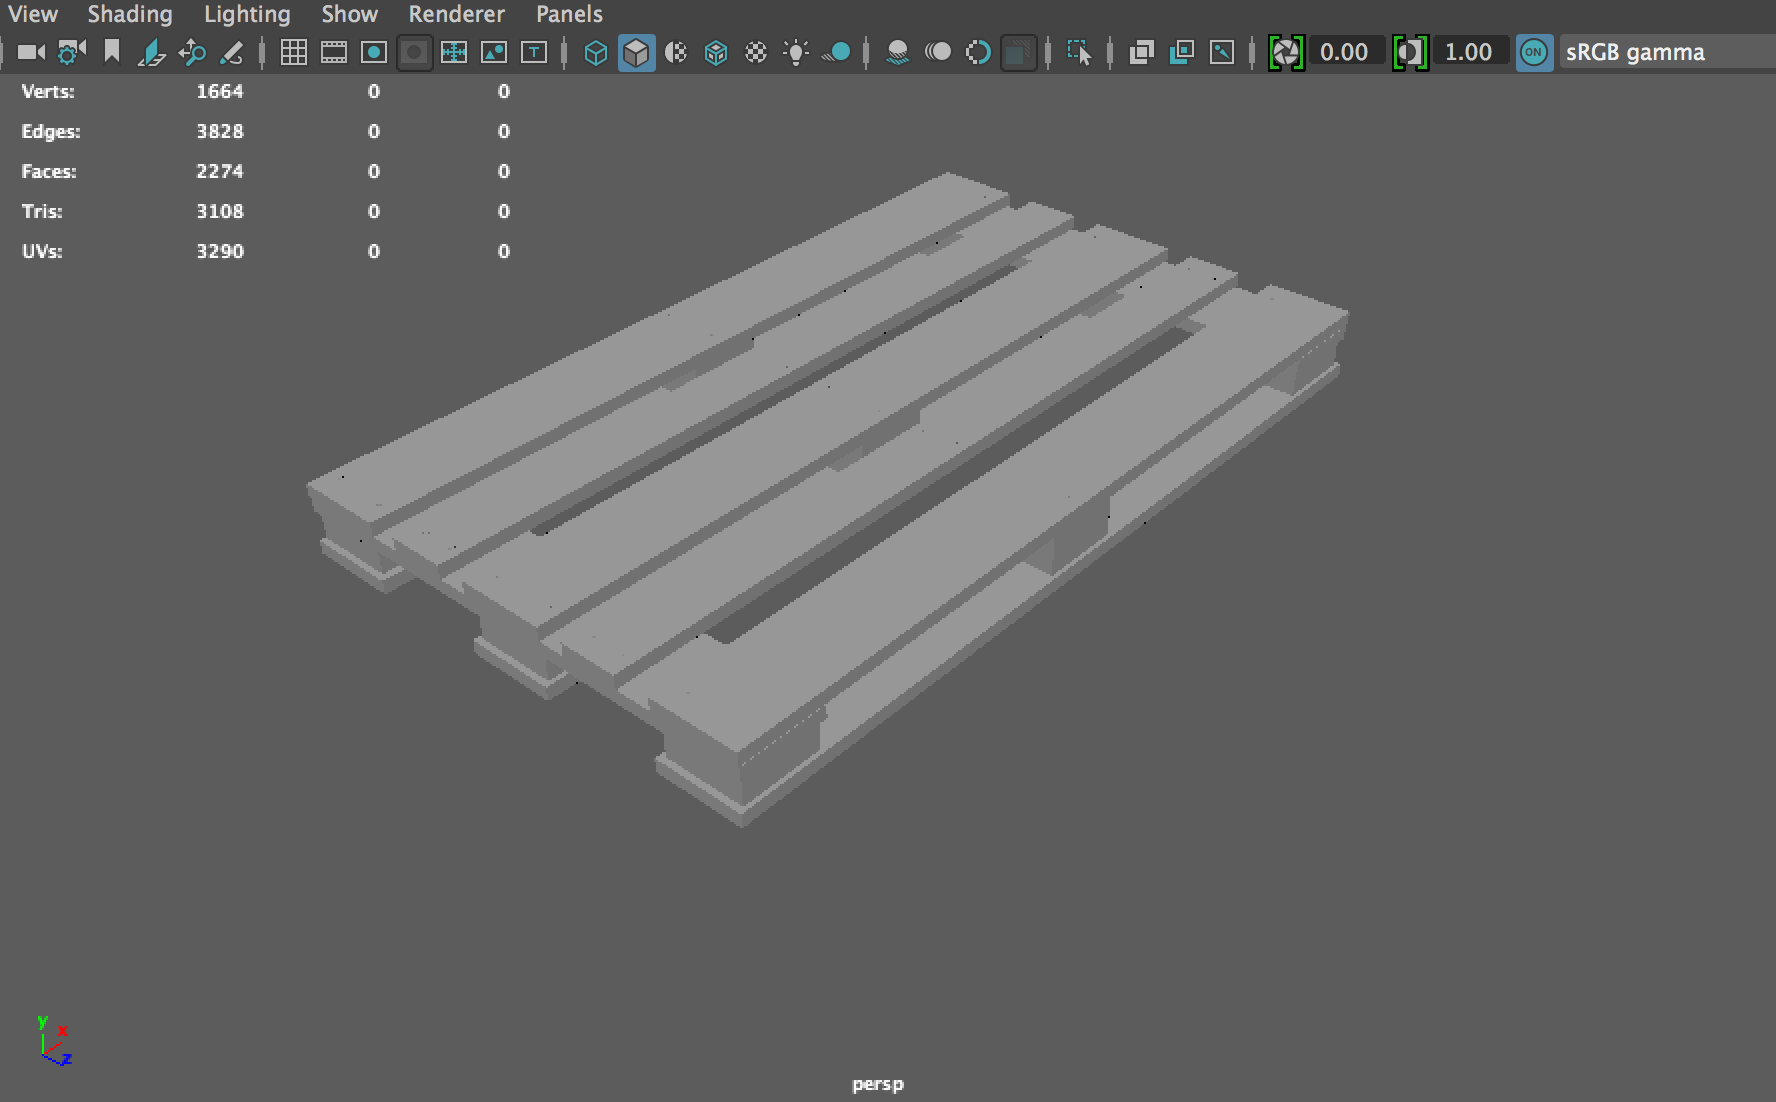 View Shading Lighting Show Renderer Panels
T 0.00 1.00 ON sRGB gamma
Verts: 1664 0 0
Edges: 3828 0 0
Faces: 2274 0 0
Tris: 3108 0 0
UVs: 3290 0 0
y
x
z
persp